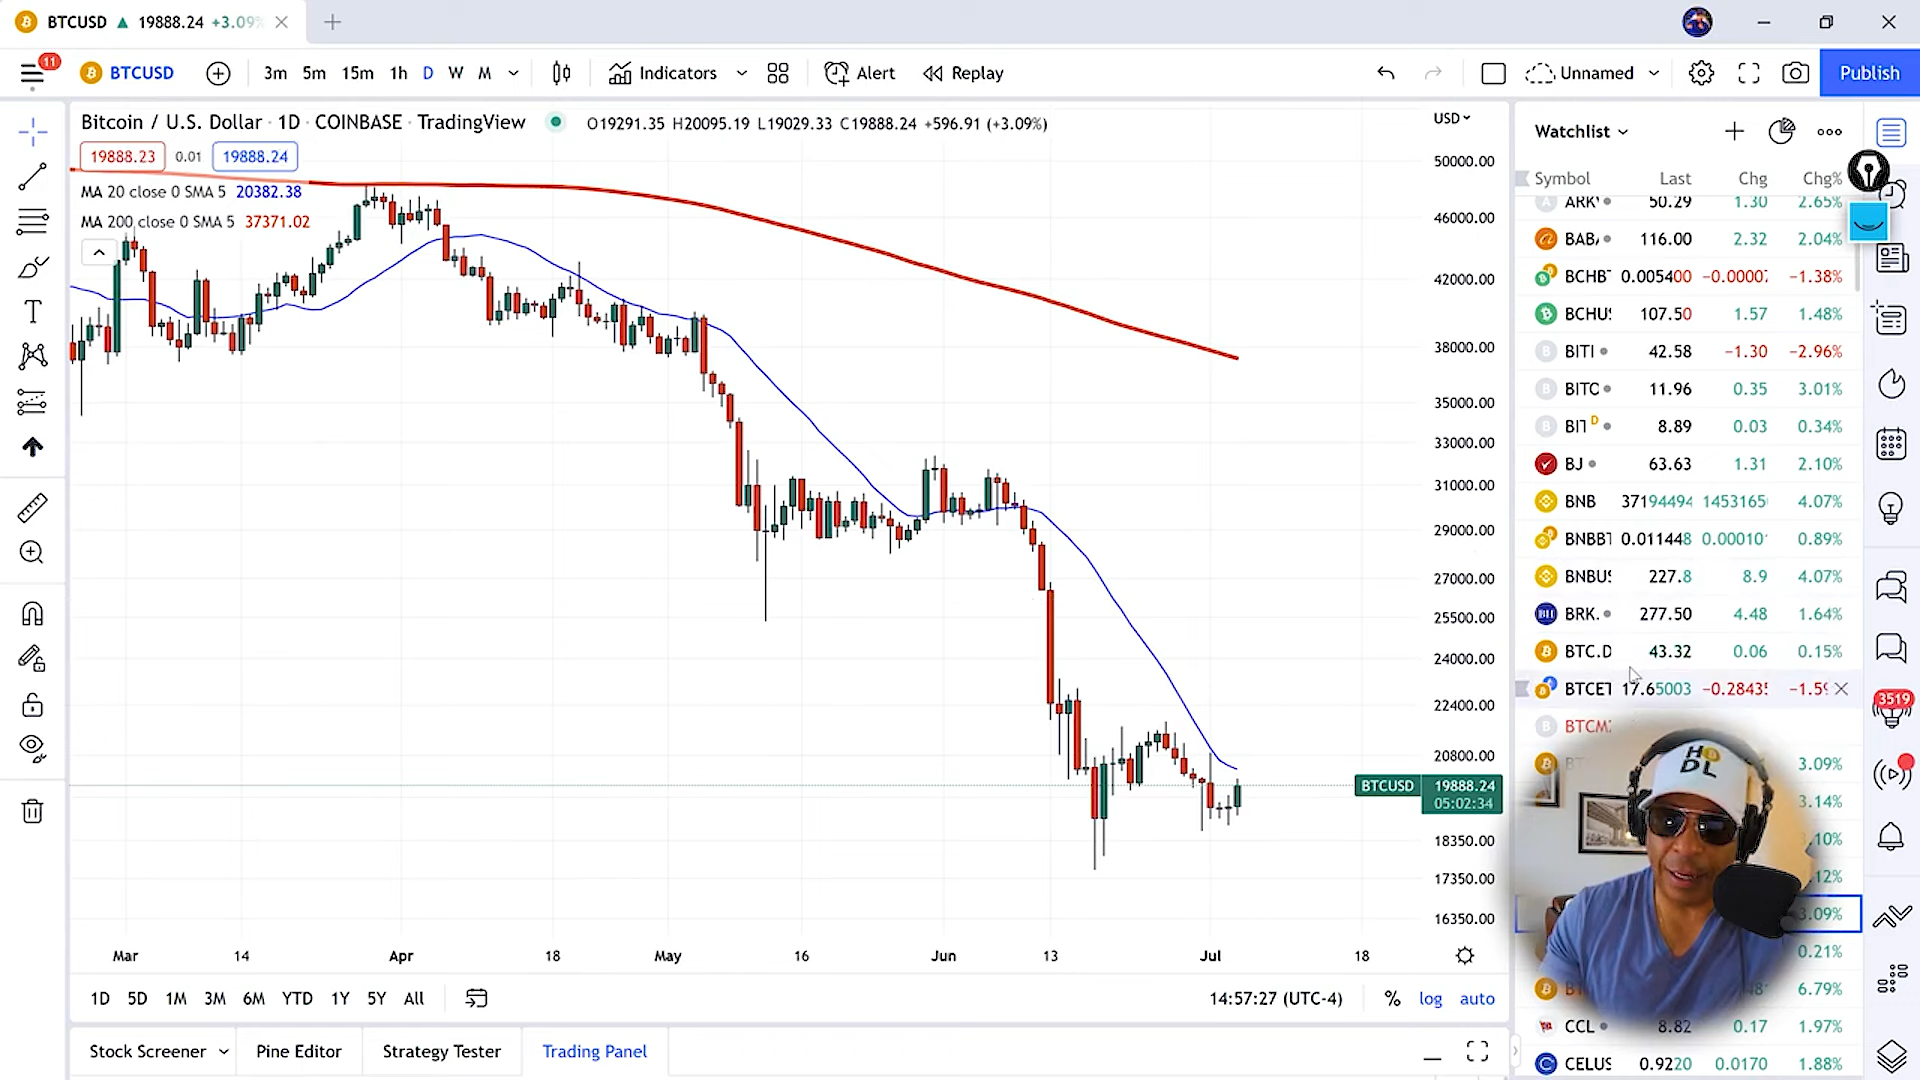 BTCUSD ▲ 19888.24 +3.09%
11
BTCUSD 3m 5m 15m 1h D W M Indicators Alert Replay Unnamed Publish
Bitcoin / U.S. Dollar · 1D · COINBASE · TradingView O19291.35 H20095.19 L19029.33 C19888.24 +596.91 (+3.09%)
19888.23 0.01 19888.24
MA 20 close 0 SMA 5 20382.38
MA 200 close 0 SMA 5 37371.02
USD
50000.00
46000.00
42000.00
38000.00
35000.00
33000.00
31000.00
29000.00
27000.00
25500.00
24000.00
22400.00
20800.00
BTCUSD 19888.24
05:02:34
18350.00
17350.00
16350.00
Mar 14 Apr 18 May 16 Jun 13 Jul 18
1D 5D 1M 3M 6M YTD 1Y 5Y All
14:57:27 (UTC-4) % log auto
Stock Screener Pine Editor Strategy Tester Trading Panel
Watchlist
Symbol Last Chg Chg%
50.29 1.30 2.65%
BAB 116.00 2.32 2.04%
BCHB 0.005400 −0.0000 −1.38%
BCHU 107.50 1.57 1.48%
BITI 42.58 −1.30 −2.96%
BITC 11.96 0.35 3.01%
BIT D 8.89 0.03 0.34%
BJ 63.63 1.31 2.10%
BNB 37194494 1453165 4.07%
BNBBT 0.011448 0.00010 0.89%
BNBUS 227.8 8.9 4.07%
BRK. 277.50 4.48 1.64%
BTC.D 43.32 0.06 0.15%
BTCET 17.65003 −0.2843 −1.5
BTCM
3.09%
3.14%
.10%
.12%
3.09%
0.21%
6.79%
CCL 8.82 0.17 1.97%
CELUS 0.9220 0.0170 1.88%
3519
HODL